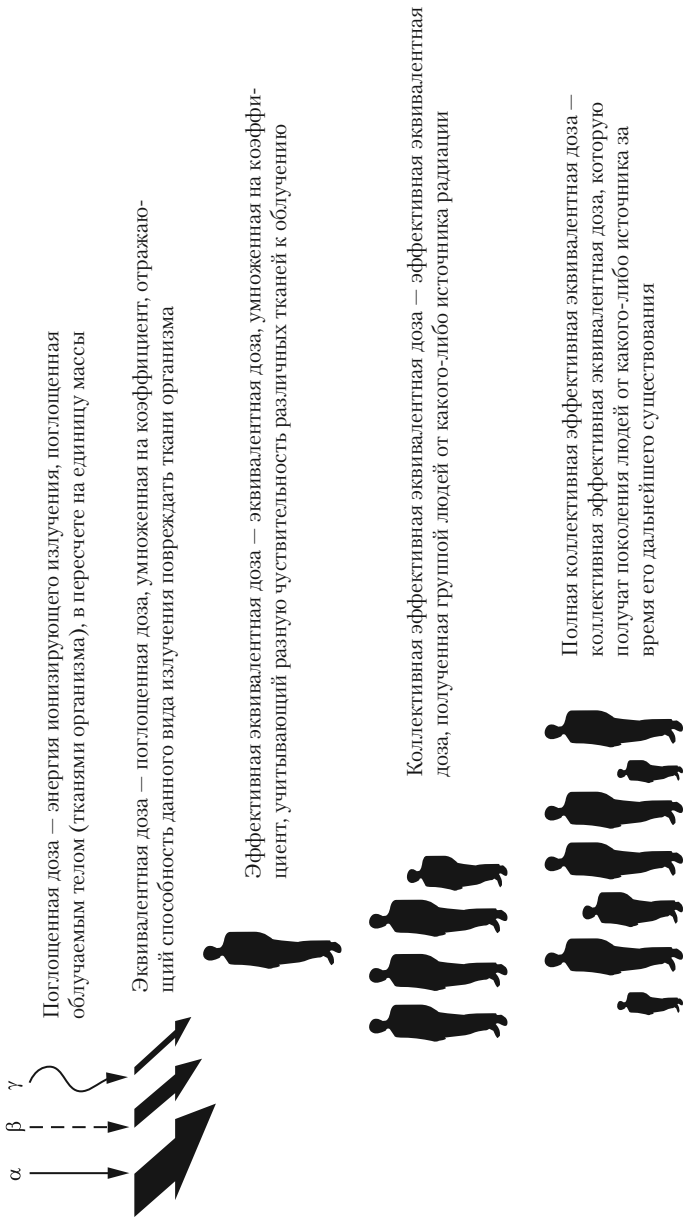 α
β
γ
Поглощенная доза — энергия ионизирующего излучения, поглощенная
облучаемым телом (тканями организма), в пересчете на единицу массы
Эквивалентная доза — поглощенная доза, умноженная на коэффициент, отражаю-
щий способность данного вида излучения повреждать ткани организма
Эффективная эквивалентная доза — эквивалентная доза, умноженная на коэффи-
циент, учитывающий разную чуствительность различных тканей к облучению
Коллективная эффективная эквивалентная доза — эффективная эквивалентная
доза, полученная группой людей от какого-либо источника радиации
Полная коллективная эффективная эквивалентная доза —
коллективная эффективная эквивалентная доза, которую
получат поколения людей от какого-либо источника за
время его дальнейшего существования